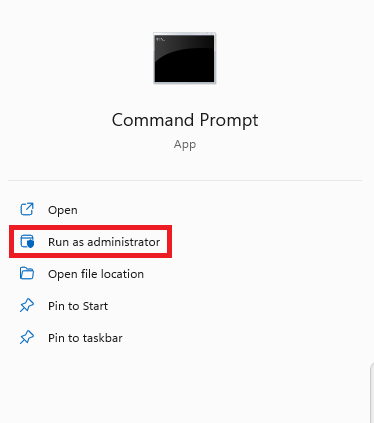 Command Prompt
App
Open
Run as administrator
Open file location
Pin to Start
Pin to taskbar